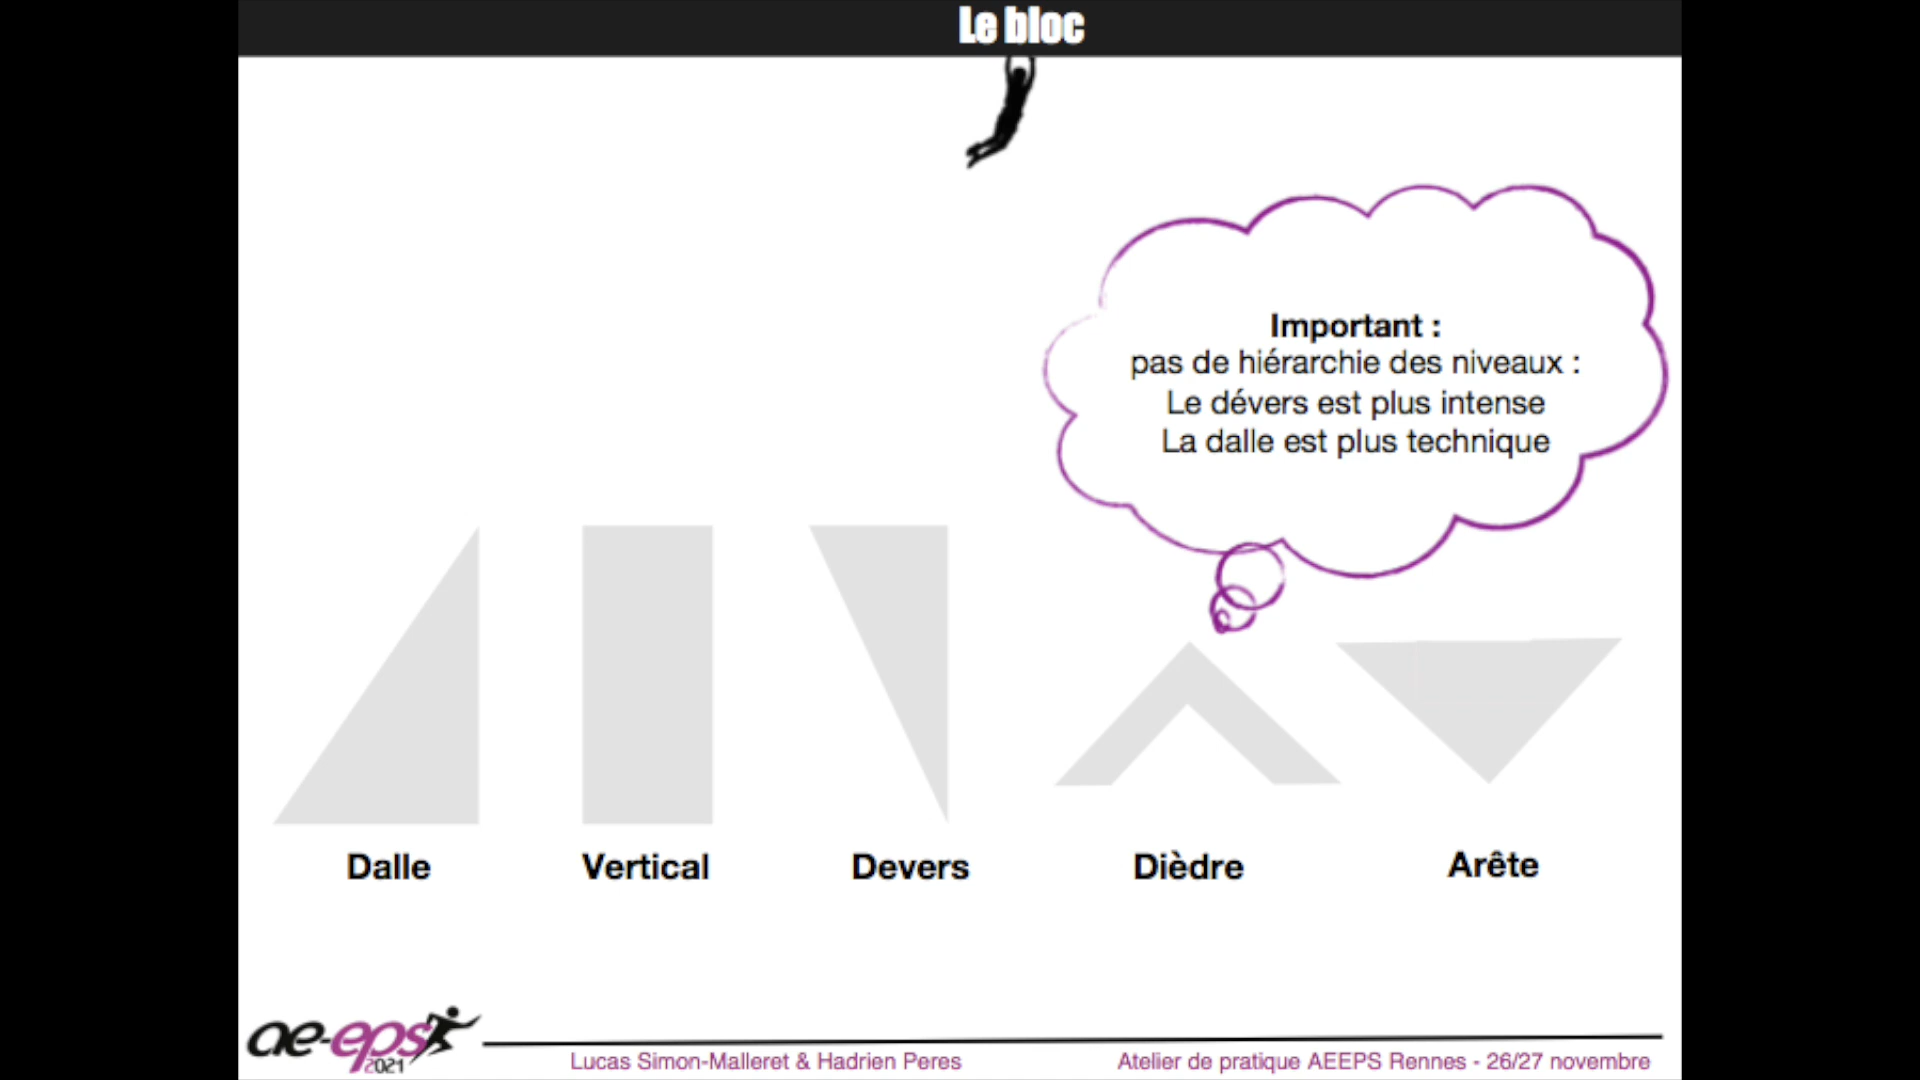 Le bloc
Important :
pas de hiérarchie des niveaux :
Le dévers est plus intense
La dalle est plus technique
Dalle
Vertical
Devers
Dièdre
Arête
ae-eps
2021
Lucas Simon-Malleret & Hadrien Peres
Atelier de pratique AEEPS Rennes - 26/27 novembre